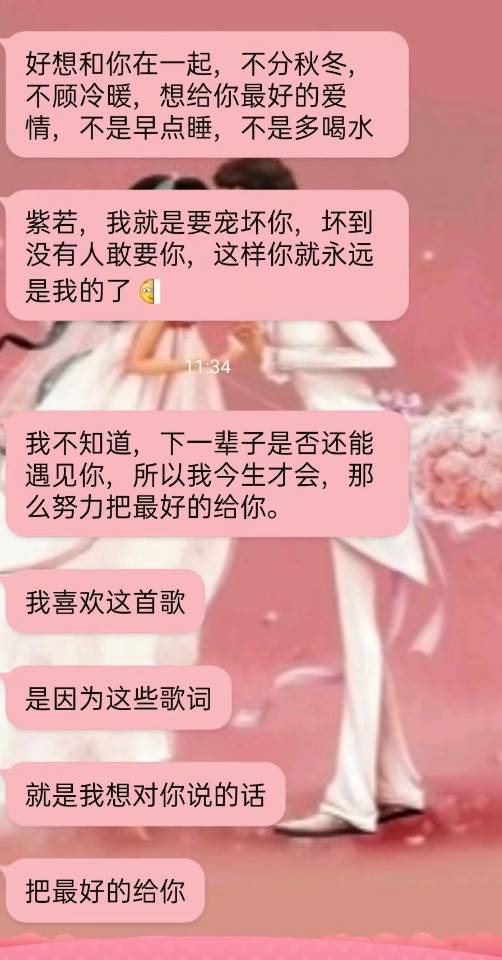 好想和你在一起，不分秋冬，
不顾冷暖，想给你最好的爱
情，不是早点睡，不是多喝水
紫若，我就是要宠坏你，坏到
没有人敢要你，这样你就永远
是我的了
11:34
我不知道，下一辈子是否还能
遇见你，所以我今生才会，那
么努力把最好的给你。
我喜欢这首歌
是因为这些歌词
就是我想对你说的话
把最好的给你